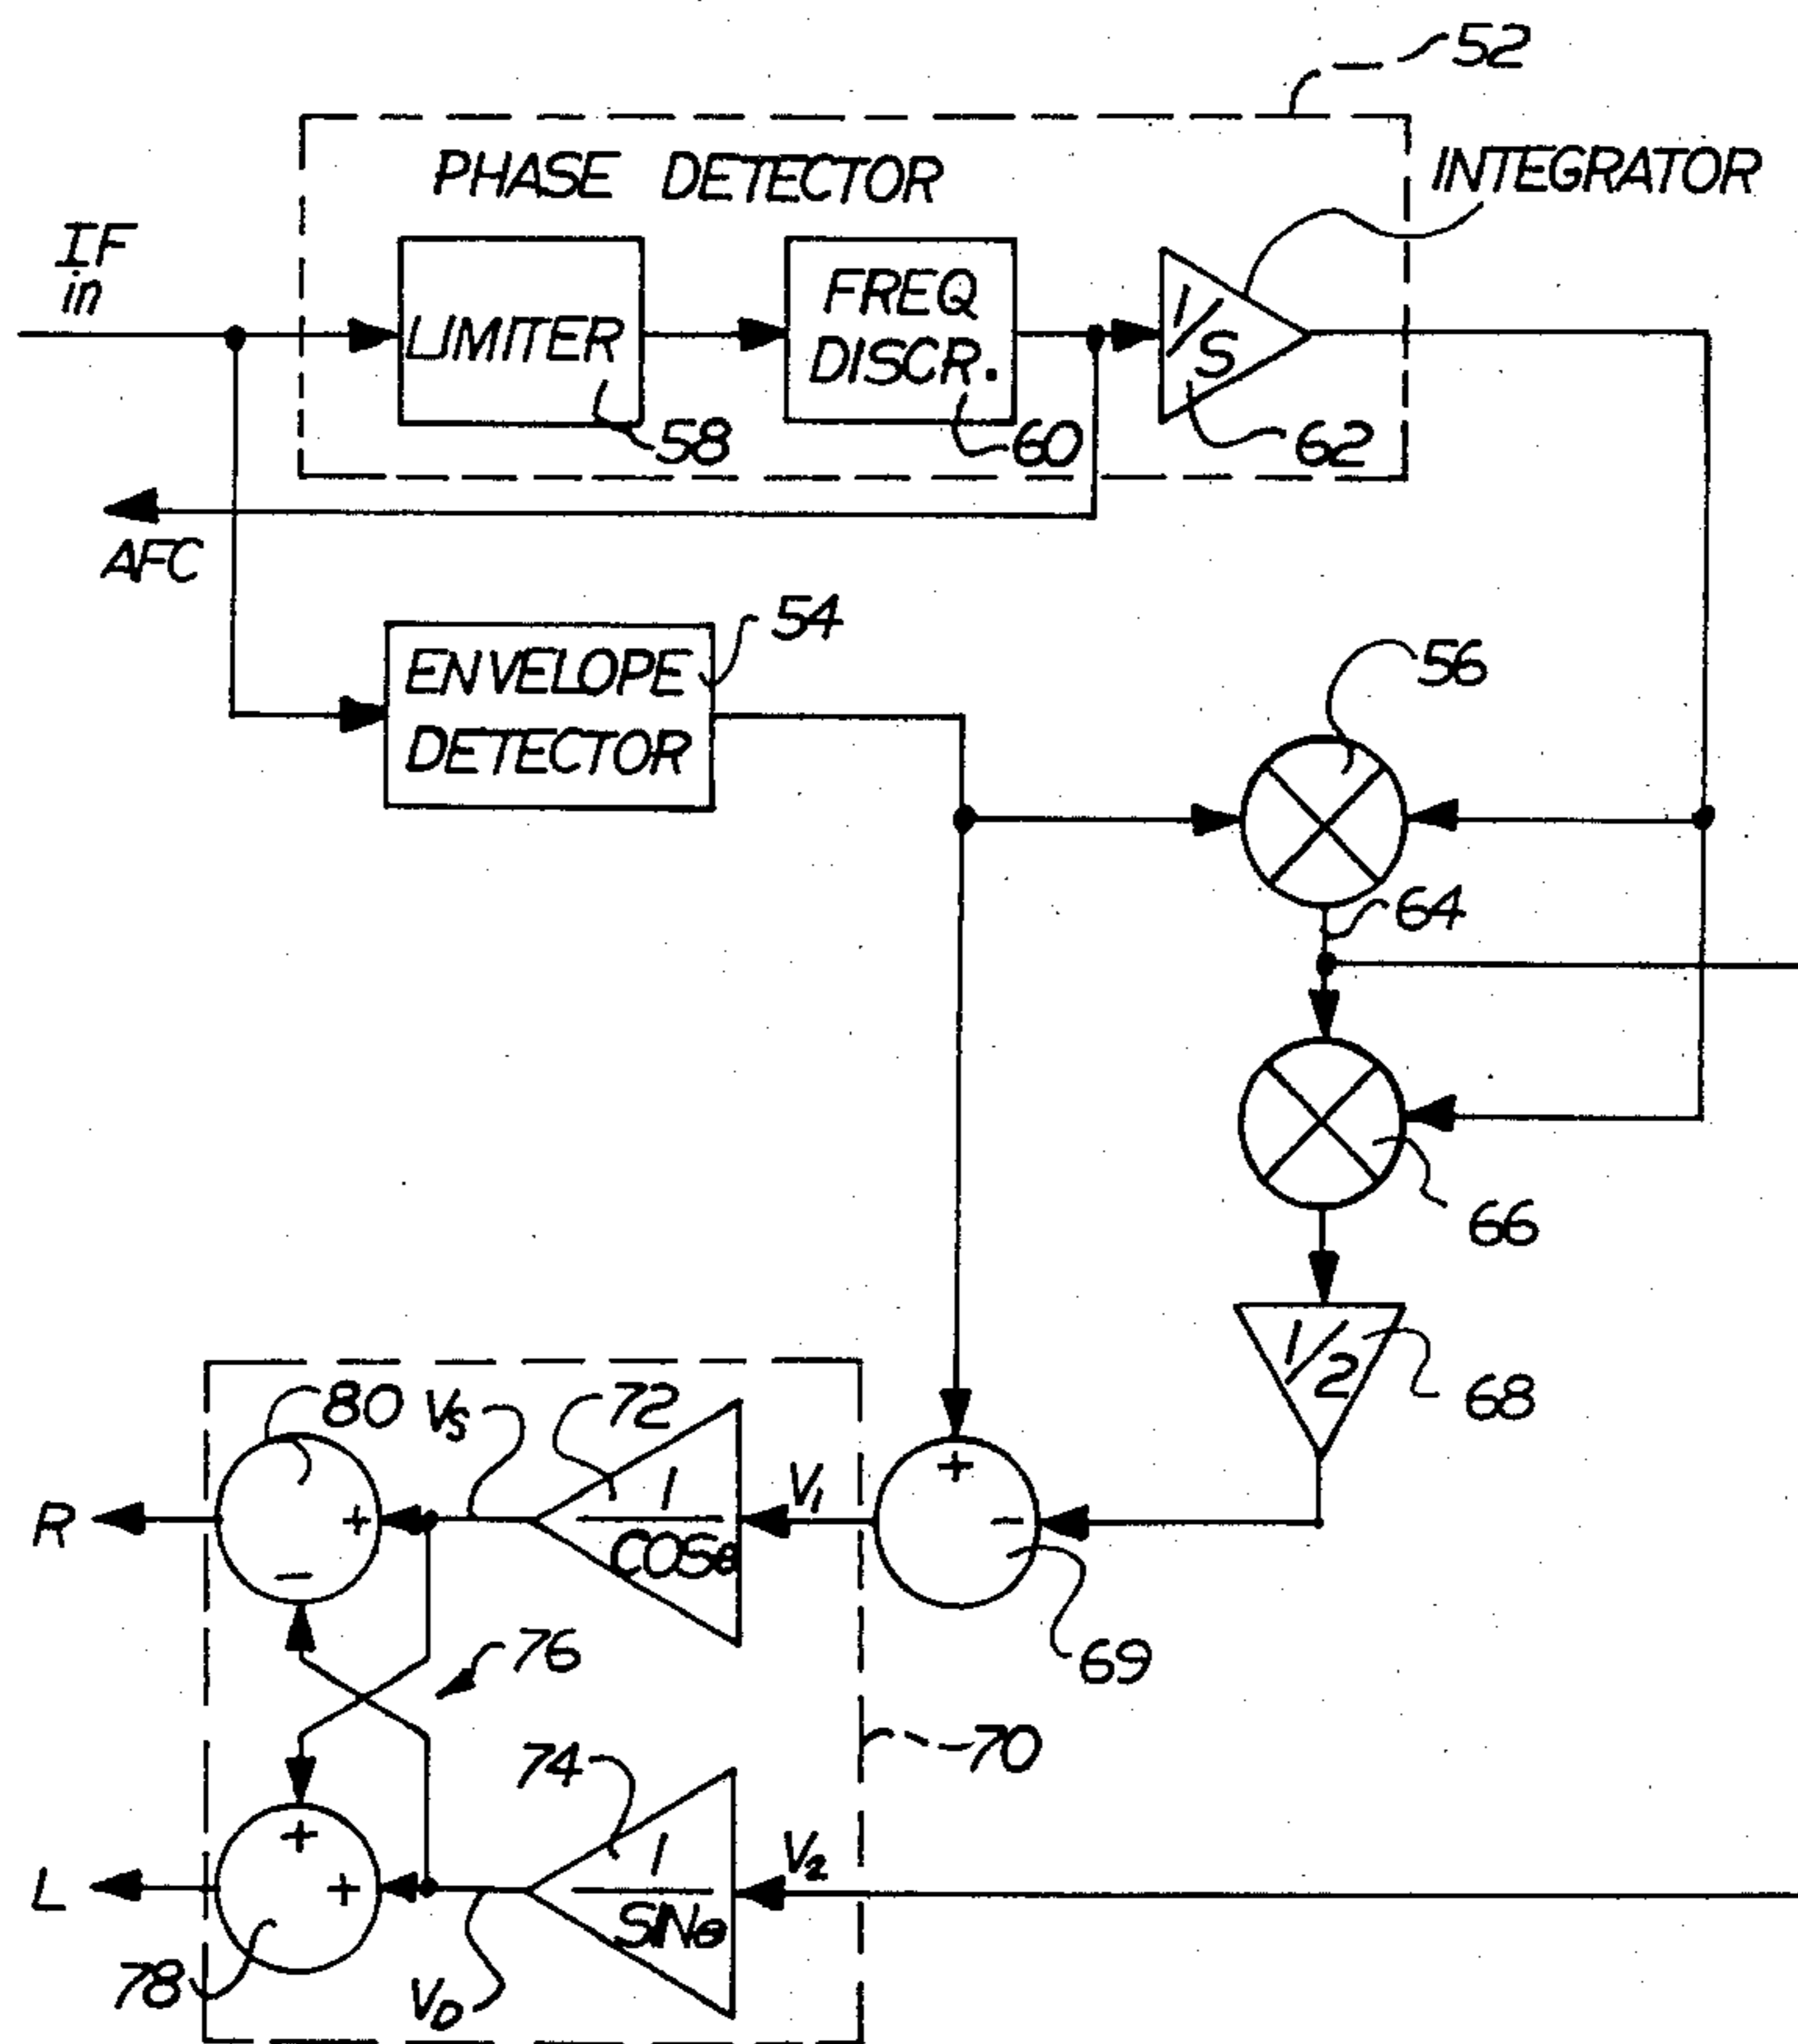 52
PHASE DETECTOR
INTEGRATOR
IF
in
LIMITER
FREQ
DISCR.
1/S
58
60
62
AFC
54
ENVELOPE
DETECTOR
56
64
66
1/2
68
80
VS
72
V1
+
R
+
1
COSθ
-
-
69
76
70
74
V2
+
1
L
+
SINθ
78
VD